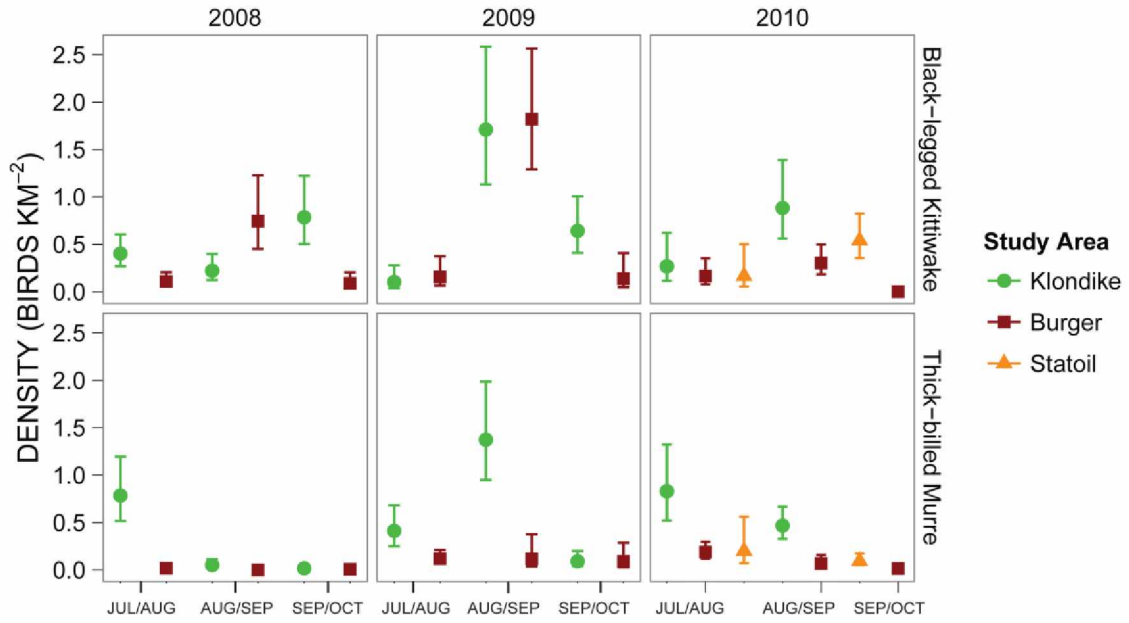 2008 2009 2010
DENSITY (BIRDS KM−2)
2.5
2.0
1.5
1.0
0.5
0.0
Black−legged Kittiwake
2.5
2.0
1.5
1.0
0.5
0.0
Thick−billed Murre
JUL/AUG AUG/SEP SEP/OCT JUL/AUG AUG/SEP SEP/OCT JUL/AUG AUG/SEP SEP/OCT
Study Area
Klondike
Burger
Statoil